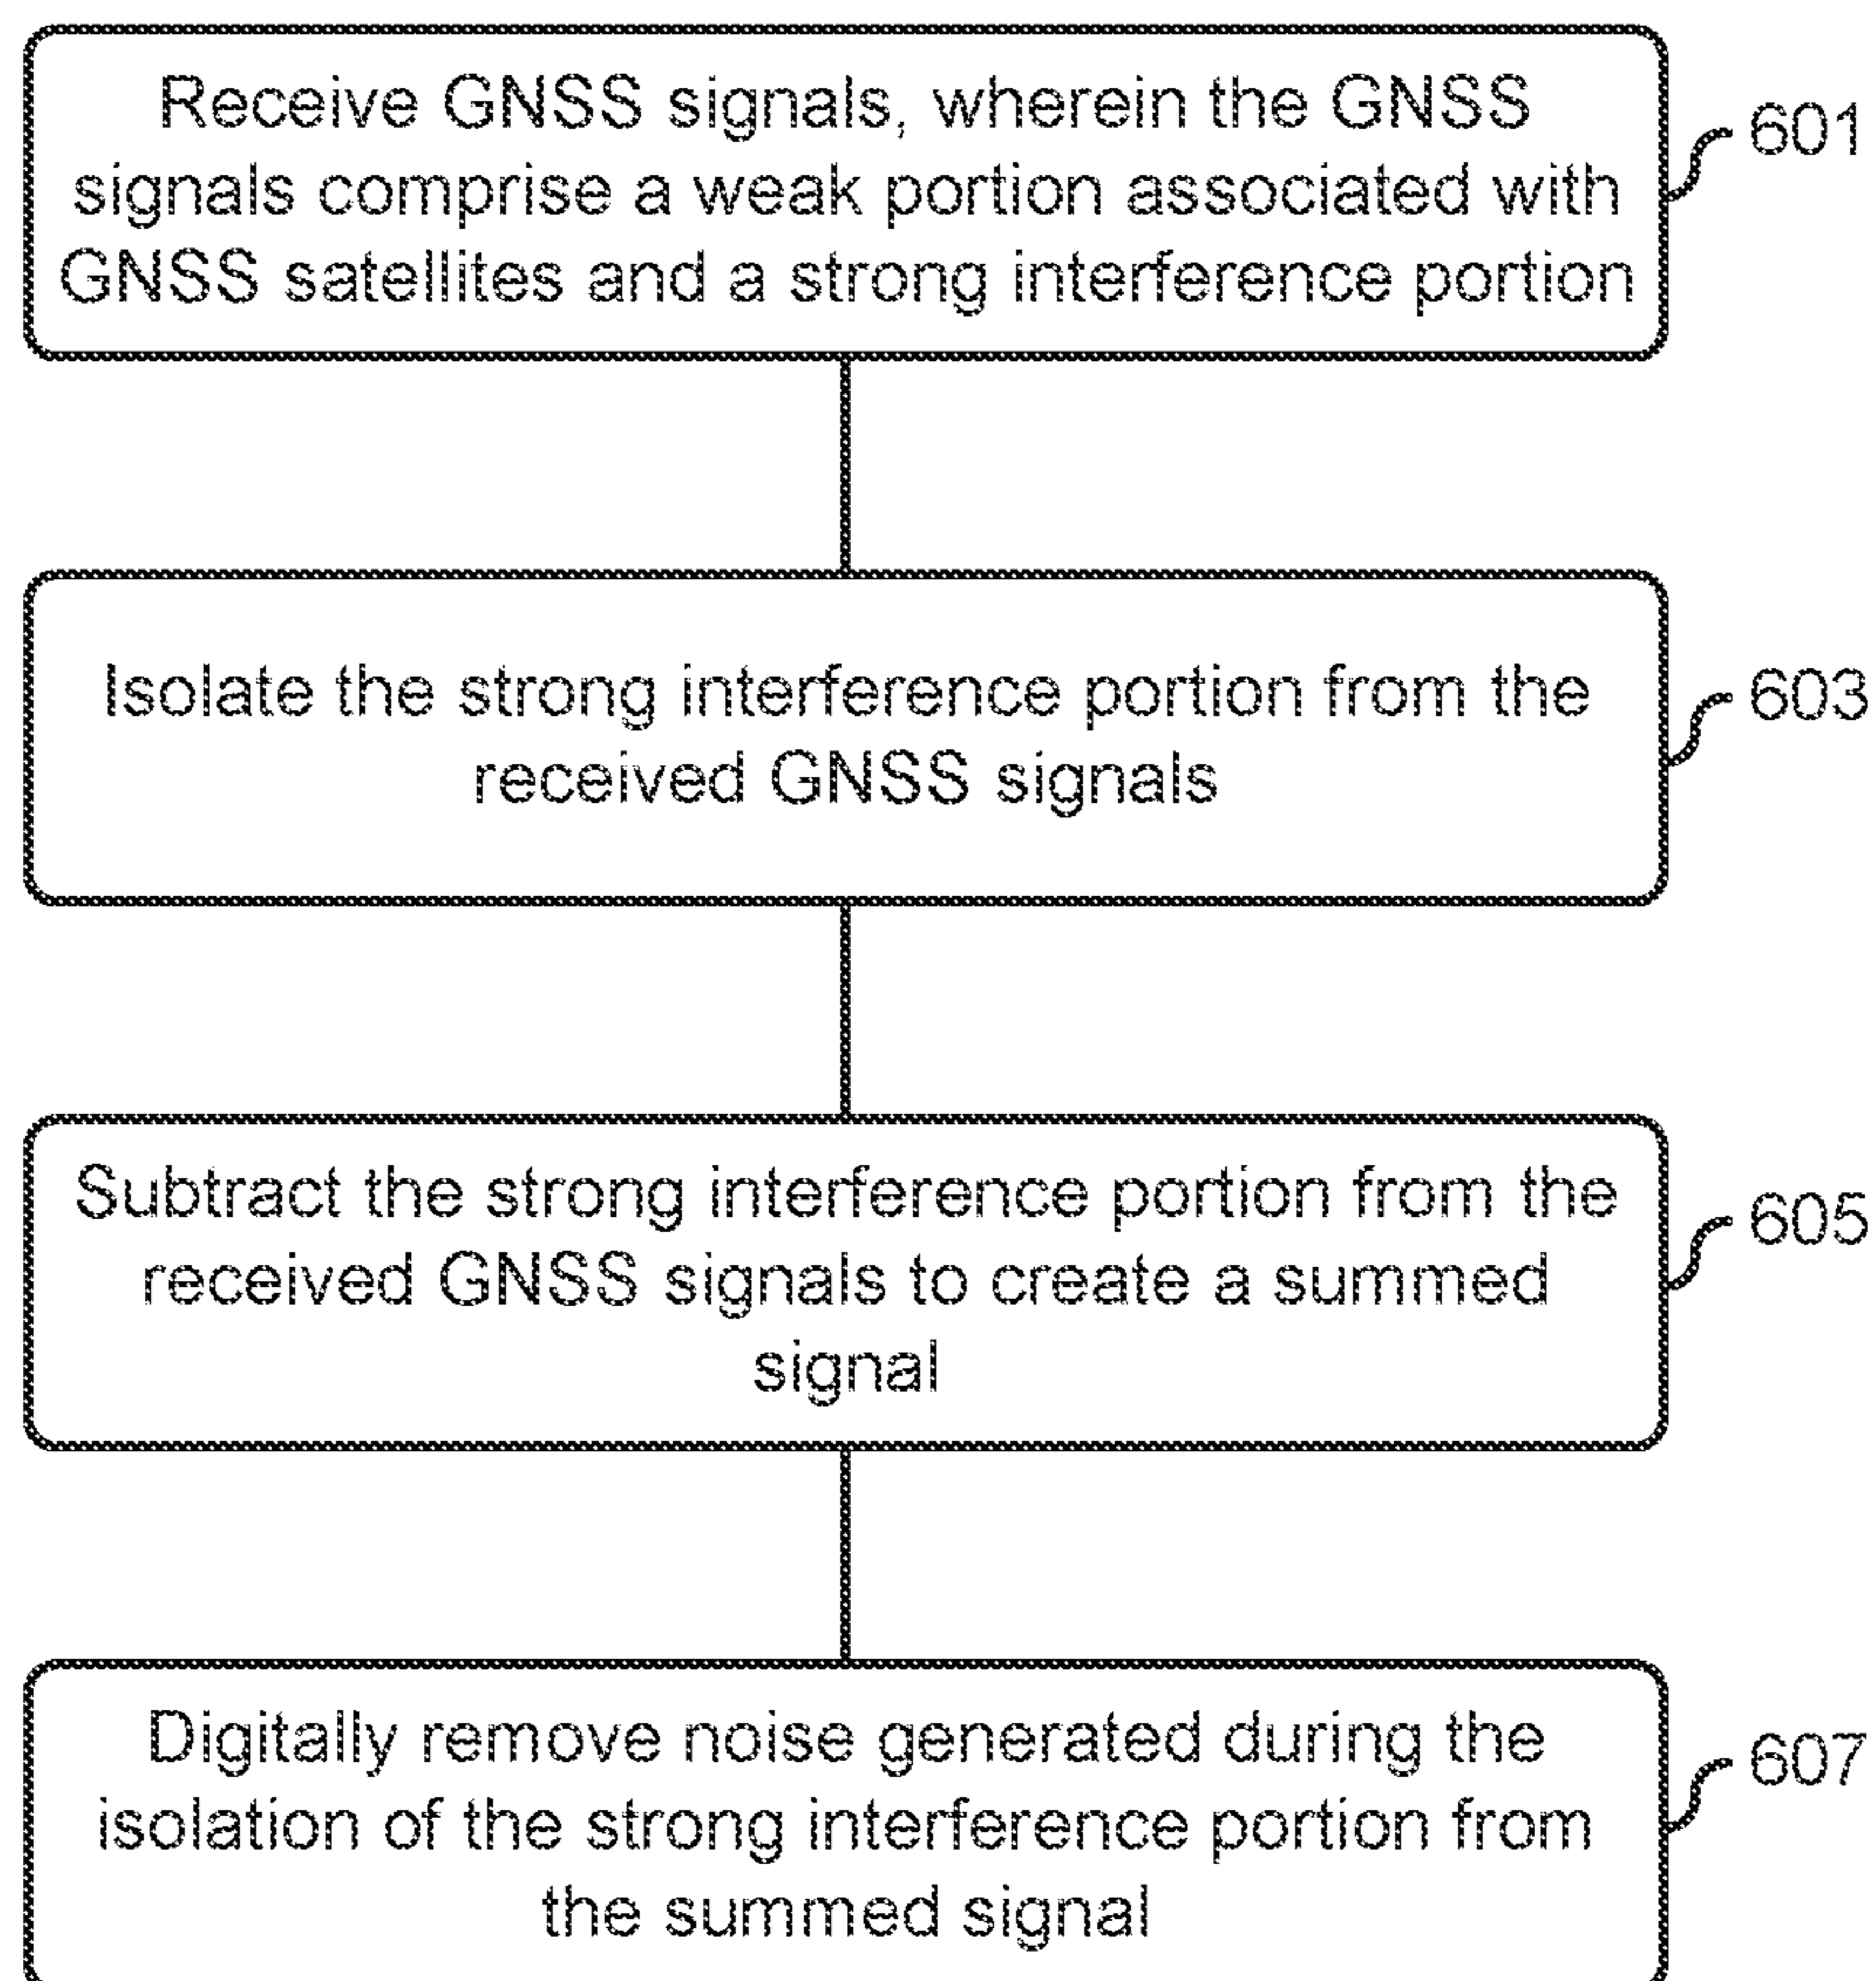 Receive GNSS signals, wherein the GNSS
signals comprise a weak portion associated with
GNSS satellites and a strong interference portion
601
Isolate the strong interference portion from the
received GNSS signals
603
Subtract the strong interference portion from the
received GNSS signals to create a summed
signal
605
Digitally remove noise generated during the
isolation of the strong interference portion from
the summed signal
607